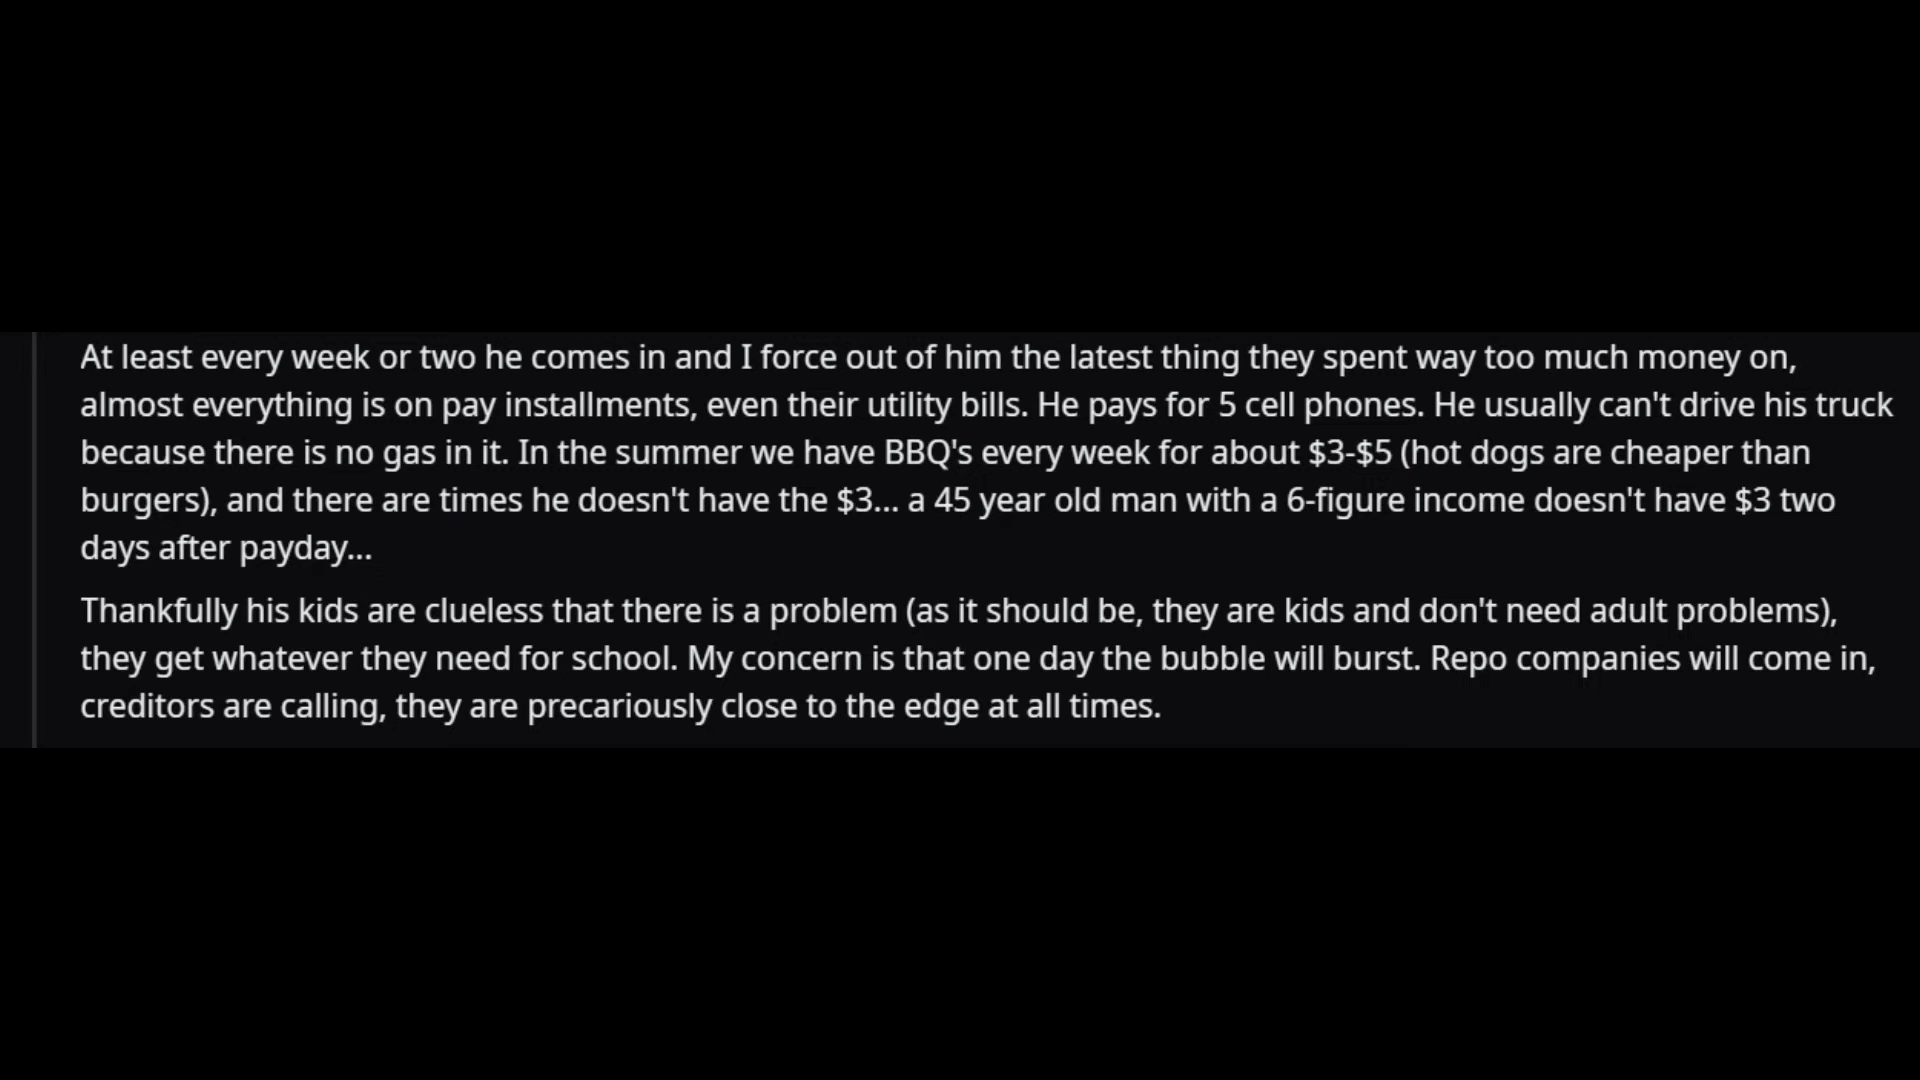 At least every week or two he comes in and I force out of him the latest thing they spent way too much money on,
almost everything is on pay installments, even their utility bills. He pays for 5 cell phones. He usually can't drive his truck
because there is no gas in it. In the summer we have BBQ's every week for about $3-$5 (hot dogs are cheaper than
burgers), and there are times he doesn't have the $3... a 45 year old man with a 6-figure income doesn't have $3 two
days after payday...
Thankfully his kids are clueless that there is a problem (as it should be, they are kids and don't need adult problems),
they get whatever they need for school. My concern is that one day the bubble will burst. Repo companies will come in,
creditors are calling, they are precariously close to the edge at all times.